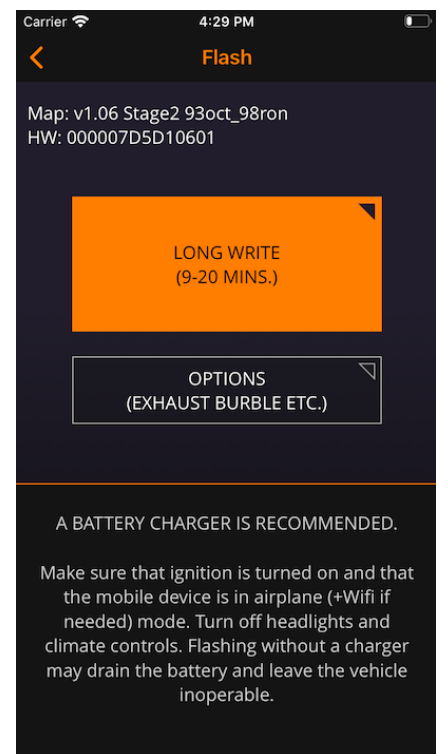 Carrier 4:29 PM
Flash
Map: v1.06 Stage2 93oct_98ron
HW: 000007D5D10601
LONG WRITE
(9-20 MINS.)
OPTIONS
(EXHAUST BURBLE ETC.)
A BATTERY CHARGER IS RECOMMENDED.
Make sure that ignition is turned on and that
the mobile device is in airplane (+Wifi if
needed) mode. Turn off headlights and
climate controls. Flashing without a charger
may drain the battery and leave the vehicle
inoperable.